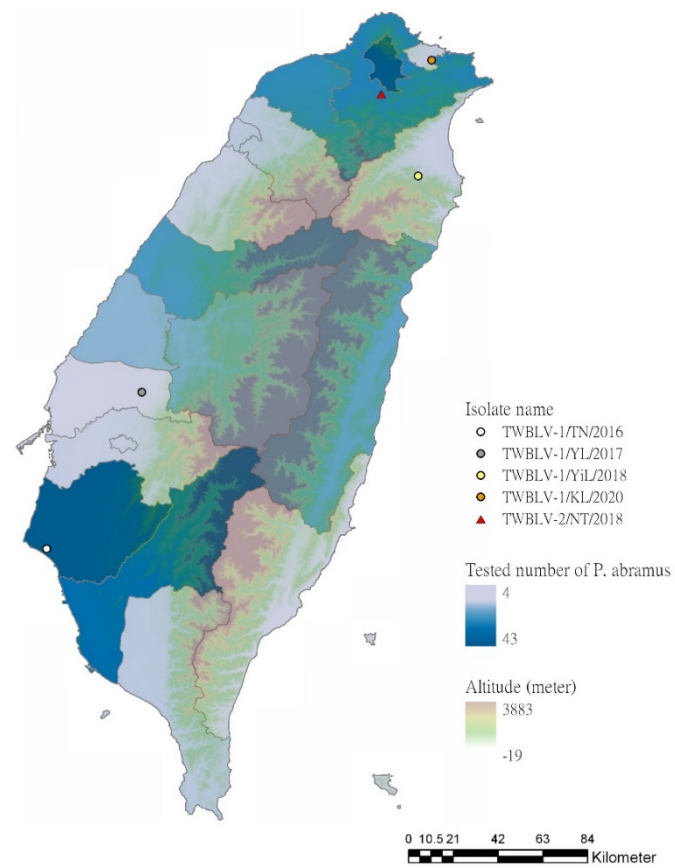 Isolate name
TWBLV-1/TN/2016
TWBLV-1/YL/2017
TWBLV-1/YiL/2018
TWBLV-1/KL/2020
TWBLV-2/NT/2018
Tested number of P. abramus
4
43
Altitude (meter)
3883
-19
0 10.5 21 42 63 84
Kilometer